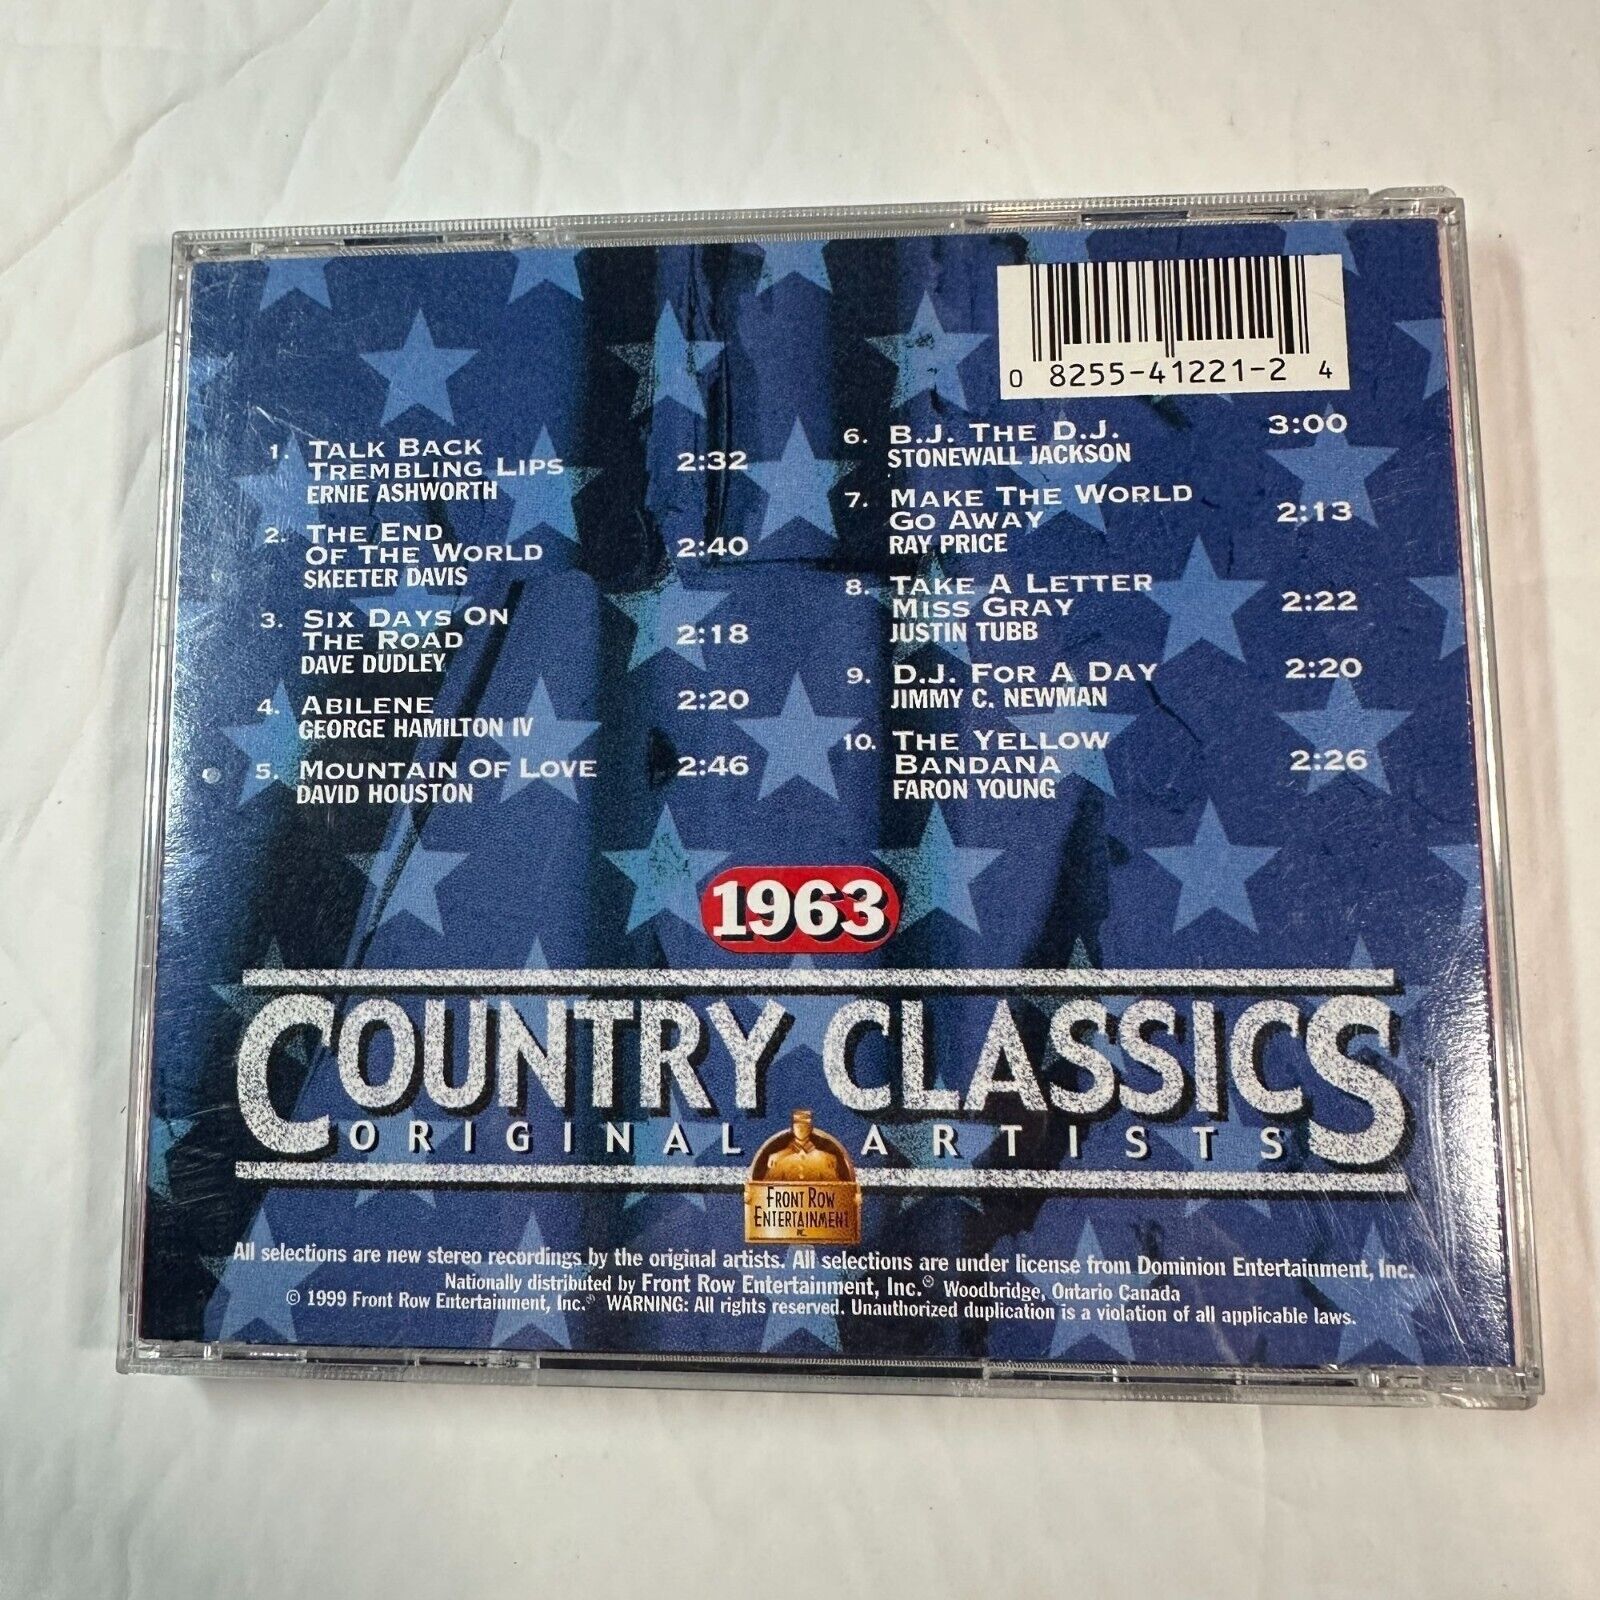 0 8255-41221-2 4
1. TALK BACK
TREMBLING LIPS 2:32
ERNIE ASHWORTH
2. THE END
OF THE WORLD 2:40
SKEETER DAVIS
3. SIX DAYS ON
THE ROAD 2:18
DAVE DUDLEY
4. ABILENE 2:20
GEORGE HAMILTON IV
5. MOUNTAIN OF LOVE 2:46
DAVID HOUSTON
6. B.J. THE D.J. 3:00
STONEWALL JACKSON
7. MAKE THE WORLD
GO AWAY 2:13
RAY PRICE
8. TAKE A LETTER
MISS GRAY 2:22
JUSTIN TUBB
9. D.J. FOR A DAY 2:20
JIMMY C. NEWMAN
10. THE YELLOW
BANDANA 2:26
FARON YOUNG
1963
COUNTRY CLASSICS
ORIGINAL ARTISTS
FRONT ROW
ENTERTAINMENT
INC.
All selections are new stereo recordings by the original artists. All selections are under license from Dominion Entertainment, Inc.
Nationally distributed by Front Row Entertainment, Inc.® Woodbridge, Ontario Canada
© 1999 Front Row Entertainment, Inc.® WARNING: All rights reserved. Unauthorized duplication is a violation of all applicable laws.